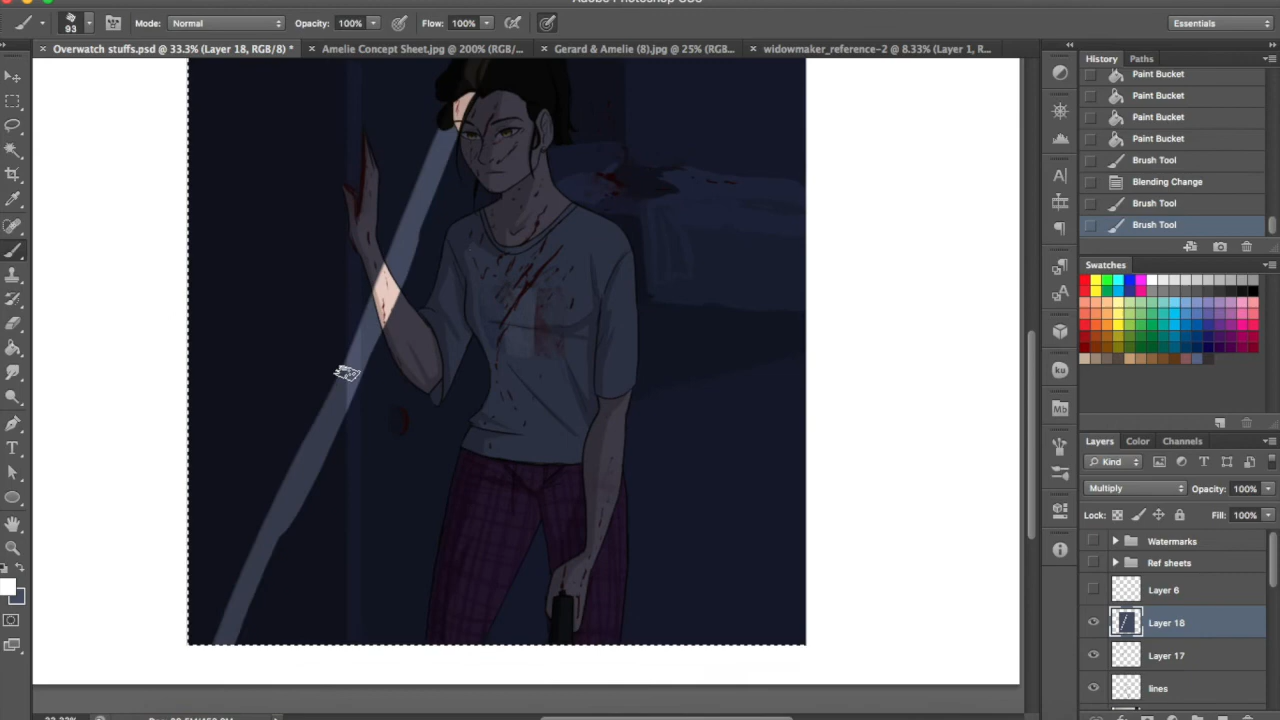 93
Mode: Normal
Opacity: 100%
Flow: 100%
Essentials
Overwatch stuffs.psd @ 33.3% (Layer 18, RGB/8) *
Amelie Concept Sheet.jpg @ 200% (RGB/...
Gerard & Amelie (8).jpg @ 25% (RGB...
widowmaker_reference-2 @ 8.33% (Layer 1, R...
History
Paths
Paint Bucket
Paint Bucket
Paint Bucket
Paint Bucket
Brush Tool
Blending Change
Brush Tool
Brush Tool
Swatches
ku
Mb
Layers
Color
Channels
Kind
Multiply
Opacity: 100%
Lock:
Fill: 100%
Watermarks
Ref sheets
Layer 6
Layer 18
Layer 17
lines